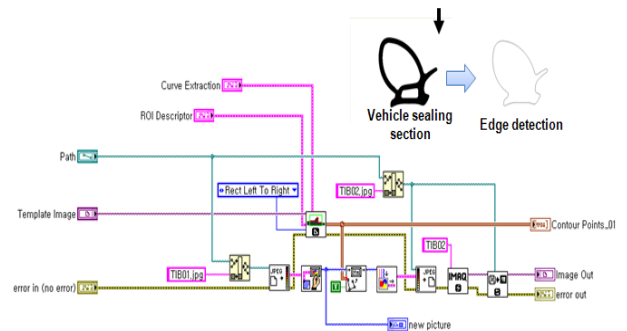 Curve Extraction
ROI Descriptor
Vehicle sealing
section
Edge detection
Path
Rect Left To Right
TIB02.jpg
Template Image
Contour Points_01
TIB02
TIB01.jpg
JPEG
JPEG
IMAQ
Image Out
error in (no error)
error out
new picture